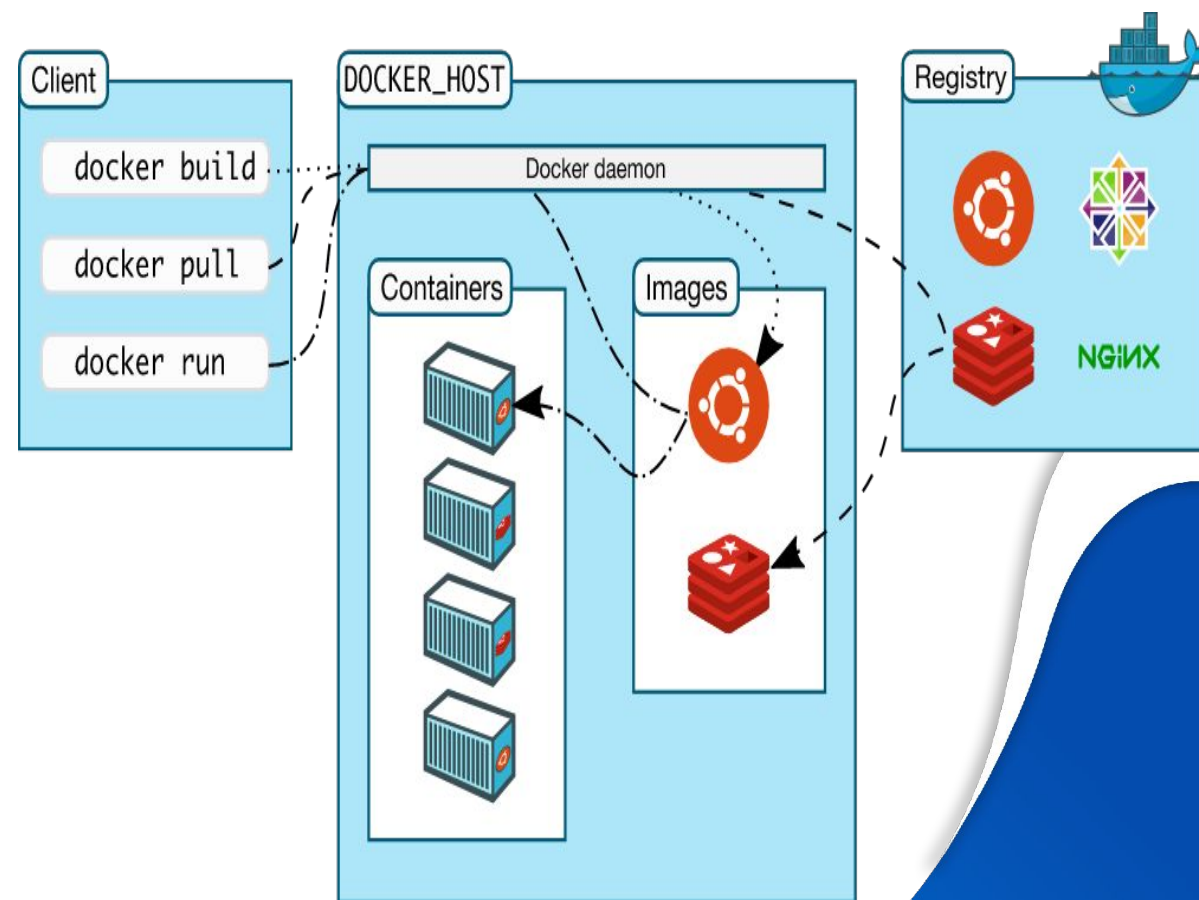 Client
docker build
docker pull
docker run
DOCKER_HOST
Docker daemon
Containers
Images
Registry
NGiNX